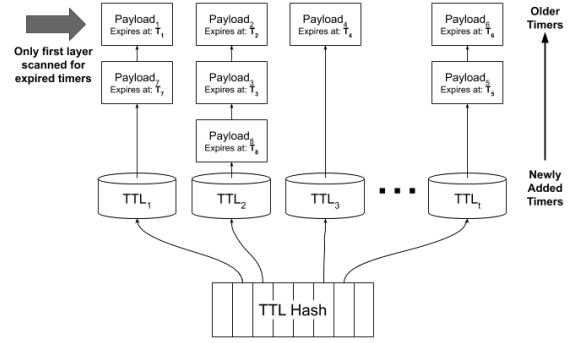 Payload1
Expires at: T1
Payload2
Expires at: T2
Payload4
Expires at: T4
Payload6
Expires at: T6
Older
Timers
Only first layer
scanned for
expired timers
Payload7
Expires at: T7
Payload3
Expires at: T3
Payload5
Expires at: T5
Payload8
Expires at: T8
Newly
Added
Timers
TTL1
TTL2
TTL3
TTLt
TTL Hash